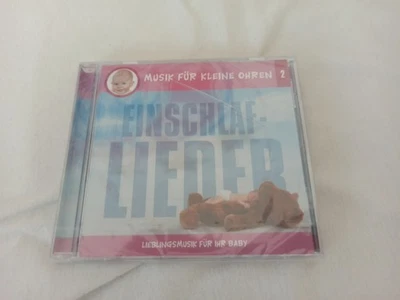 MUSIK FÜR KLEINE OHREN 2
EINSCHLAF-
LIEDER
LIEBLINGSMUSIK FÜR IHR BABY